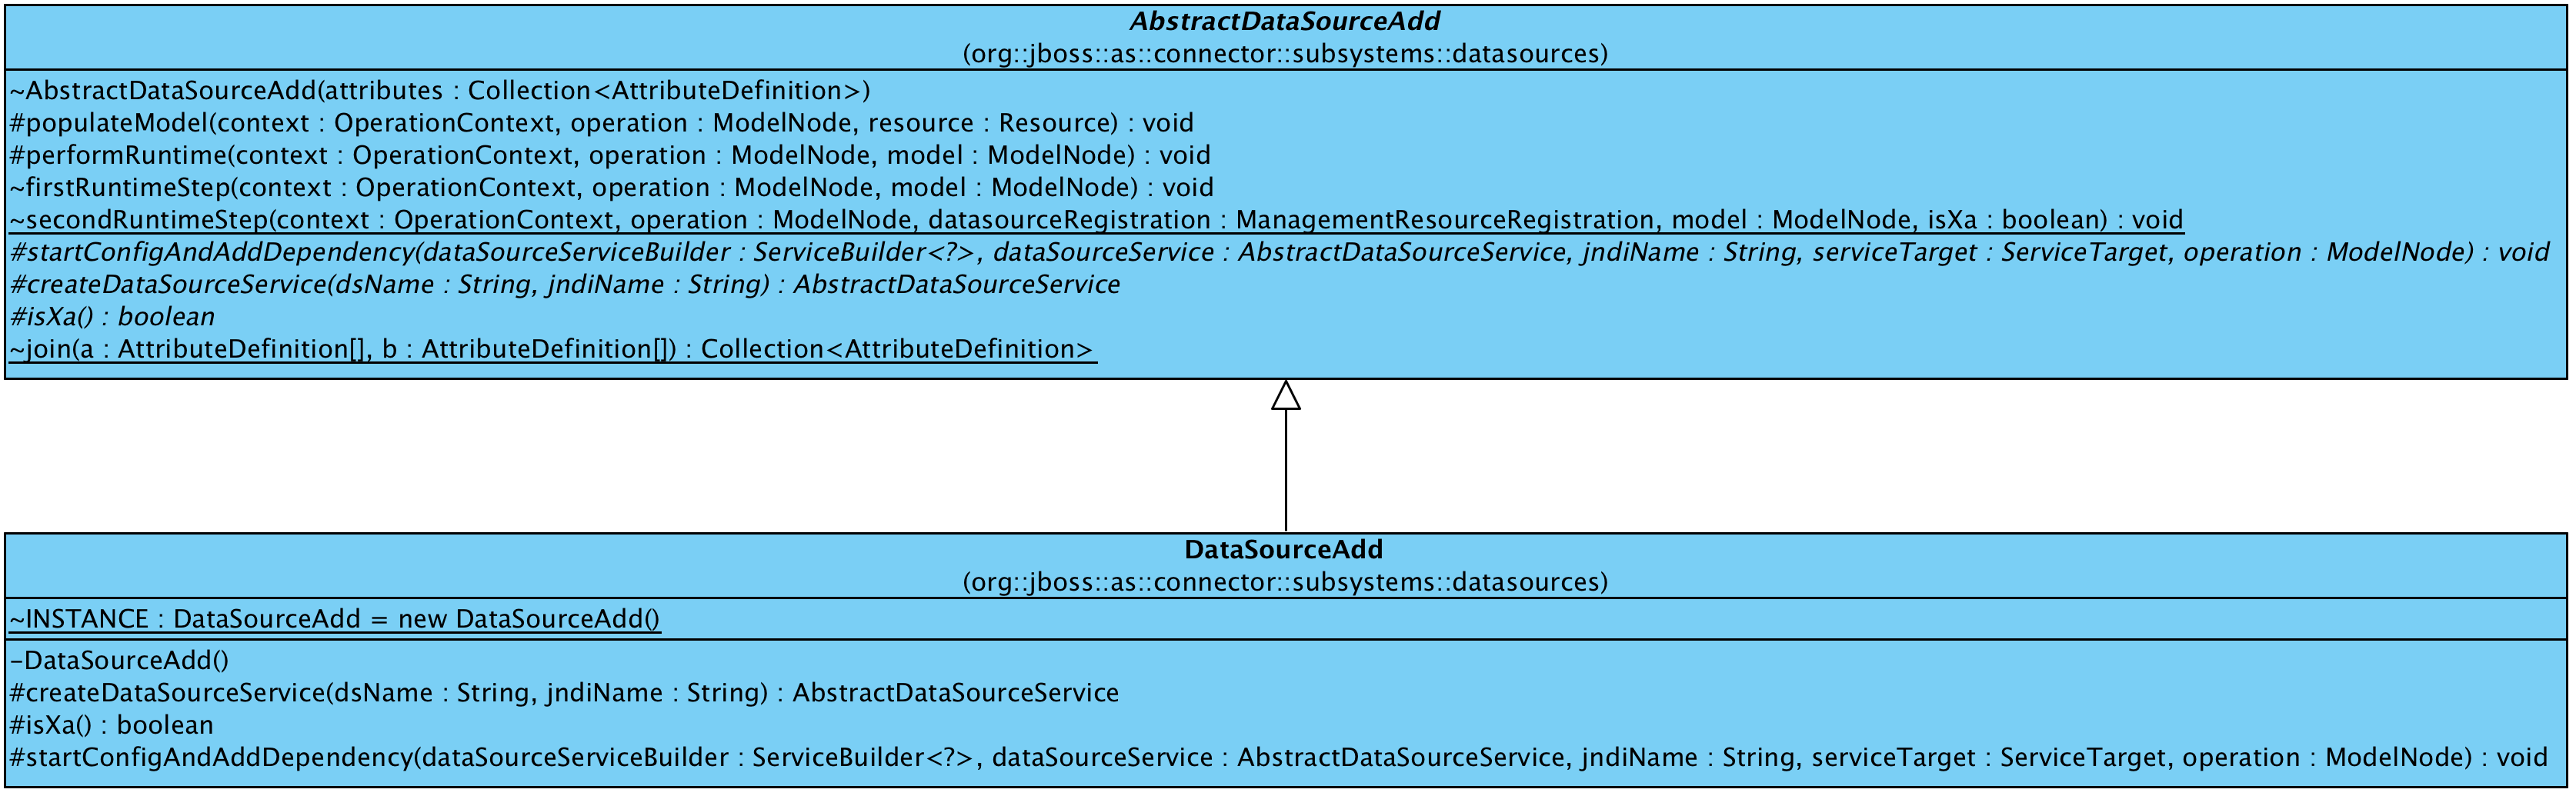 AbstractDataSourceAdd
(org::jboss::as::connector::subsystems::datasources)
~AbstractDataSourceAdd(attributes : Collection<AttributeDefinition>)
#populateModel(context : OperationContext, operation : ModelNode, resource : Resource) : void
#performRuntime(context : OperationContext, operation : ModelNode, model : ModelNode) : void
~firstRuntimeStep(context : OperationContext, operation : ModelNode, model : ModelNode) : void
~secondRuntimeStep(context : OperationContext, operation : ModelNode, datasourceRegistration : ManagementResourceRegistration, model : ModelNode, isXa : boolean) : void
#startConfigAndAddDependency(dataSourceServiceBuilder : ServiceBuilder<?>, dataSourceService : AbstractDataSourceService, jndiName : String, serviceTarget : ServiceTarget, operation : ModelNode) : void
#createDataSourceService(dsName : String, jndiName : String) : AbstractDataSourceService
#isXa() : boolean
~join(a : AttributeDefinition[], b : AttributeDefinition[]) : Collection<AttributeDefinition>
DataSourceAdd
(org::jboss::as::connector::subsystems::datasources)
~INSTANCE : DataSourceAdd = new DataSourceAdd()
-DataSourceAdd()
#createDataSourceService(dsName : String, jndiName : String) : AbstractDataSourceService
#isXa() : boolean
#startConfigAndAddDependency(dataSourceServiceBuilder : ServiceBuilder<?>, dataSourceService : AbstractDataSourceService, jndiName : String, serviceTarget : ServiceTarget, operation : ModelNode) : void